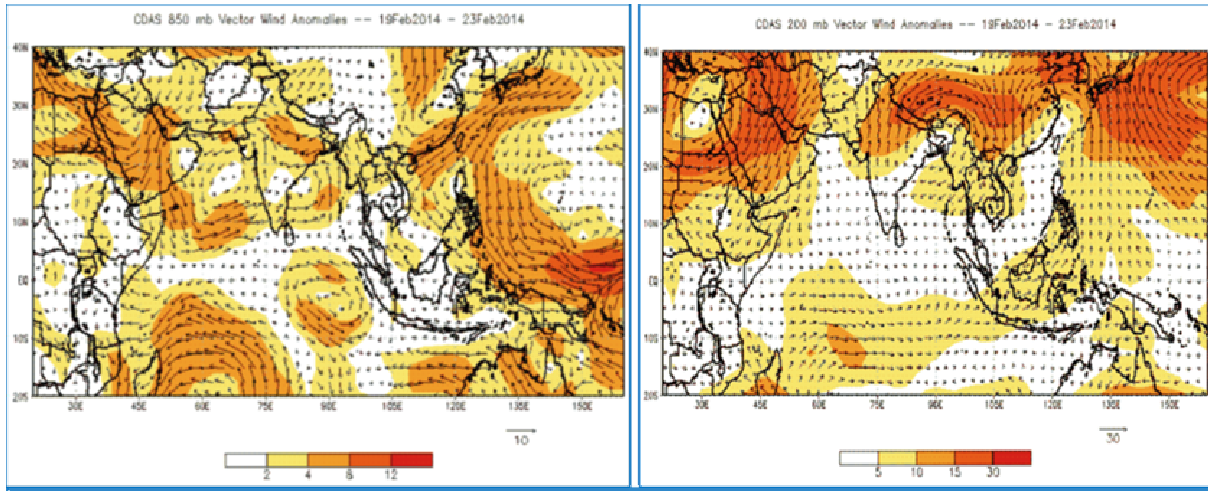 CDAS 850 mb Vector Wind Anomalies -- 19Feb2014 - 23Feb2014
40N
30N
20N
10N
EQ
10S
20S
30E 45E 60E 75E 90E 105E 120E 135E 150E
10
2 4 8 12
CDAS 200 mb Vector Wind Anomalies -- 19Feb2014 - 23Feb2014
40N
30N
20N
10N
EQ
10S
20S
30E 45E 60E 75E 90E 105E 120E 135E 150E
30
5 10 15 30